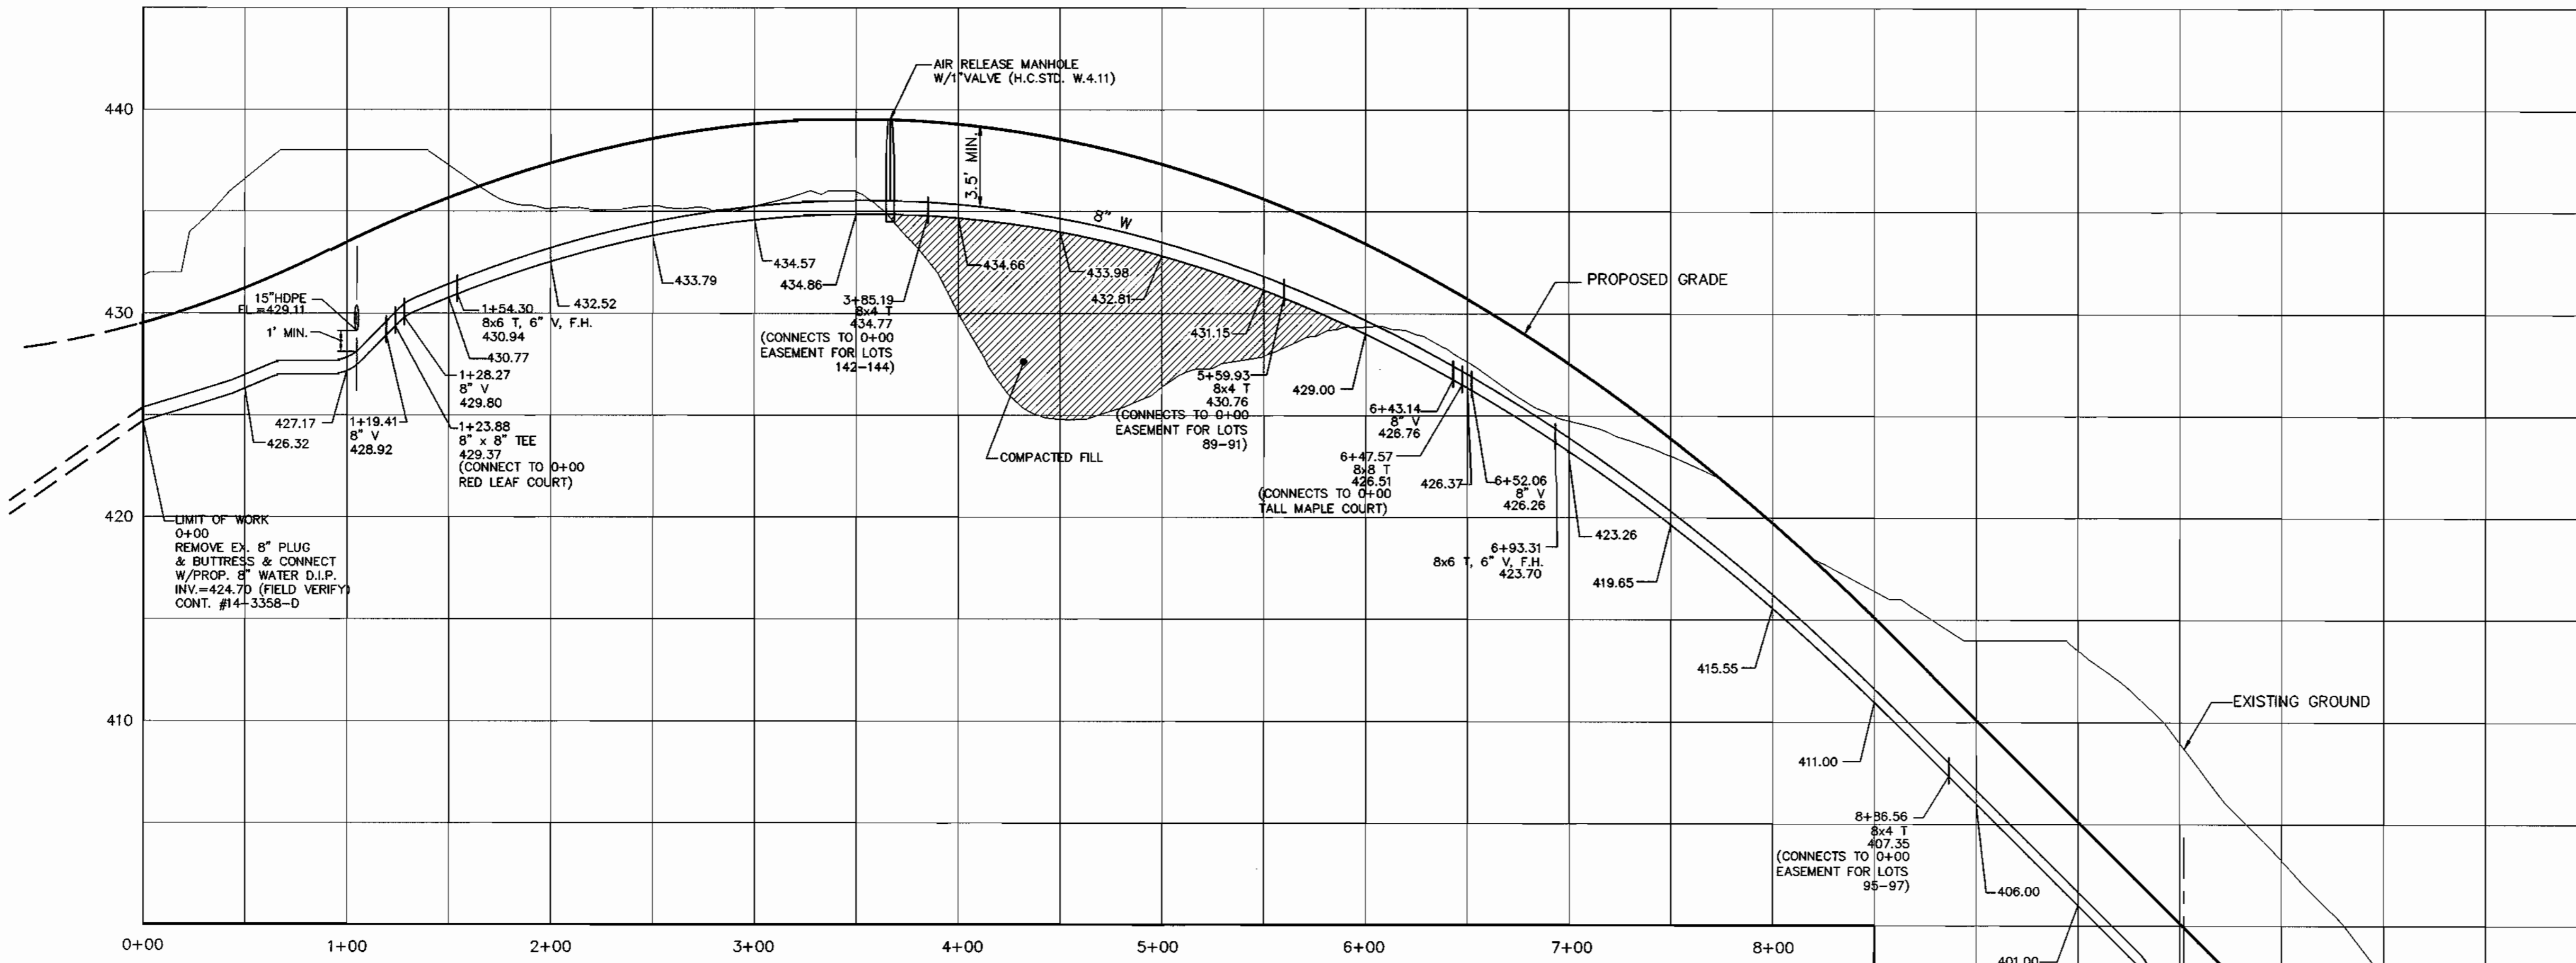 AIR RELEASE MANHOLE
W/1"VALVE (H.C.STD. W.4.11)
440
3.5' MIN.
8" W
PROPOSED GRADE
15"HDPE
EL =429.11
1' MIN.
430
1+54.30
8x6 T, 6" V, F.H.
430.94
430.77
432.52
433.79
434.57
434.86
3+85.19
8x4 T
434.77
(CONNECTS TO 0+00
EASEMENT FOR LOTS
142-144)
434.66
433.98
432.81
431.15
5+59.93
8x4 T
430.76
(CONNECTS TO 0+00
EASEMENT FOR LOTS
89-91)
429.00
1+28.27
8" V
429.80
427.17
426.32
1+19.41
8" V
428.92
1+23.88
8" x 8" TEE
429.37
(CONNECT TO 0+00
RED LEAF COURT)
COMPACTED FILL
6+43.14
8" V
426.76
6+47.57
8x8 T
426.51
(CONNECTS TO 0+00
TALL MAPLE COURT)
426.37
6+52.06
8" V
426.26
6+93.31
8x6 T, 6" V, F.H.
423.70
423.26
420
LIMIT OF WORK
0+00
REMOVE EX. 8" PLUG
& BUTTRESS & CONNECT
W/PROP. 8" WATER D.I.P.
INV.=424.70 (FIELD VERIFY)
CONT. #14-3358-D
419.65
415.55
410
411.00
EXISTING GROUND
8+86.56
8x4 T
407.35
(CONNECTS TO 0+00
EASEMENT FOR LOTS
95-97)
406.00
401.00
0+00
1+00
2+00
3+00
4+00
5+00
6+00
7+00
8+00